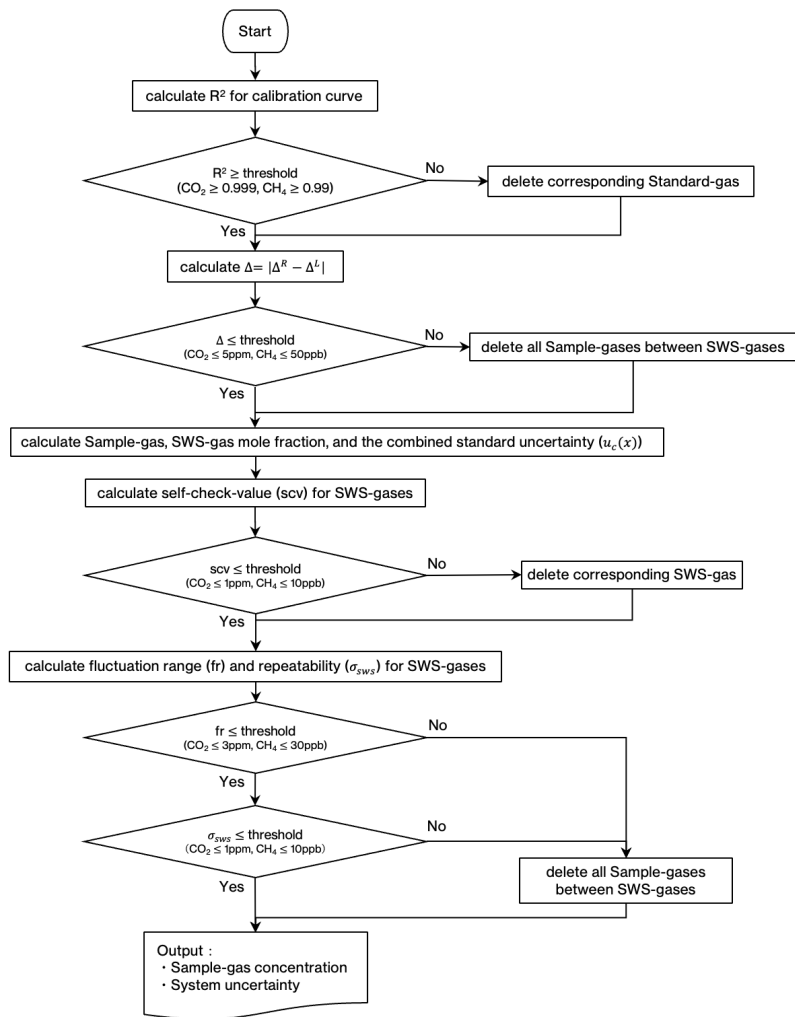 Start
calculate R² for calibration curve
R² ≥ threshold
(CO₂ ≥ 0.999, CH₄ ≥ 0.99)
No
delete corresponding Standard-gas
Yes
calculate Δ= |Δᴿ − Δᴸ|
Δ ≤ threshold
(CO₂ ≤ 5ppm, CH₄ ≤ 50ppb)
No
delete all Sample-gases between SWS-gases
Yes
calculate Sample-gas, SWS-gas mole fraction, and the combined standard uncertainty (u_c(x))
calculate self-check-value (scv) for SWS-gases
scv ≤ threshold
(CO₂ ≤ 1ppm, CH₄ ≤ 10ppb)
No
delete corresponding SWS-gas
Yes
calculate fluctuation range (fr) and repeatability (σ_sws) for SWS-gases
fr ≤ threshold
(CO₂ ≤ 3ppm, CH₄ ≤ 30ppb)
No
Yes
σ_sws ≤ threshold
(CO₂ ≤ 1ppm, CH₄ ≤ 10ppb)
No
delete all Sample-gases
between SWS-gases
Yes
Output :
・Sample-gas concentration
・System uncertainty